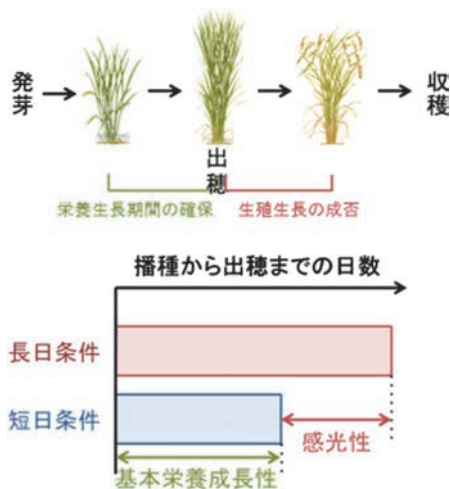 発芽
収穫
出穂
栄養生長期間の確保
生殖生長の成否
播種から出穂までの日数
長日条件
短日条件
感光性
基本栄養成長性